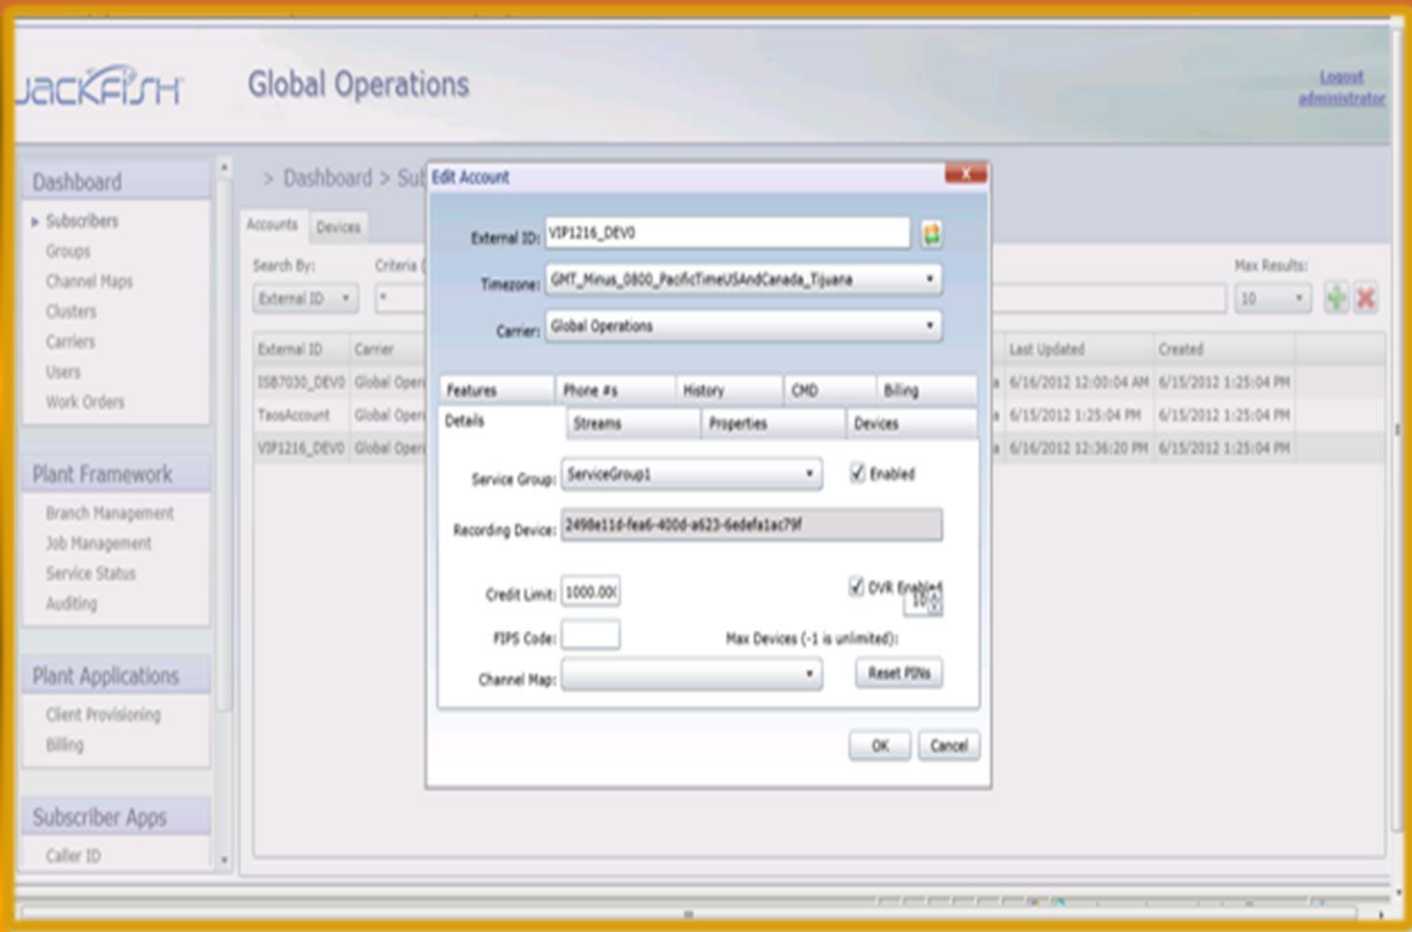 JACKFISH
Global Operations
Logout
administrator
Dashboard
Subscribers
Groups
Channel Maps
Clusters
Carriers
Users
Work Orders
Plant Framework
Branch Management
Job Management
Service Status
Auditing
Plant Applications
Client Provisioning
Billing
Subscriber Apps
Caller ID
> Dashboard > Sub
Accounts Devices
Search By: Criteria ( Max Results:
External ID * 10
External ID Carrier Last Updated Created
ISB7030_DEV0 Global Oper a 6/16/2012 12:00:04 AM 6/15/2012 1:25:04 PM
TaosAccount Global Oper a 6/15/2012 1:25:04 PM 6/15/2012 1:25:04 PM
VIP1216_DEV0 Global Oper a 6/16/2012 12:36:20 PM 6/15/2012 1:25:04 PM
Edit Account X
External ID: VIP1216_DEV0
Timezone: GMT_Minus_0800_PacificTimeUSAndCanada_Tijuana
Carrier: Global Operations
Features Phone #s History CMD Billing
Details Streams Properties Devices
Service Group: ServiceGroup1 Enabled
Recording Device: 2498e11d-fea6-400d-a623-6edefa1ac79f
Credit Limit: 1000.00( DVR Enabled
10
FIPS Code: Max Devices (-1 is unlimited):
Channel Map: Reset PINs
OK Cancel